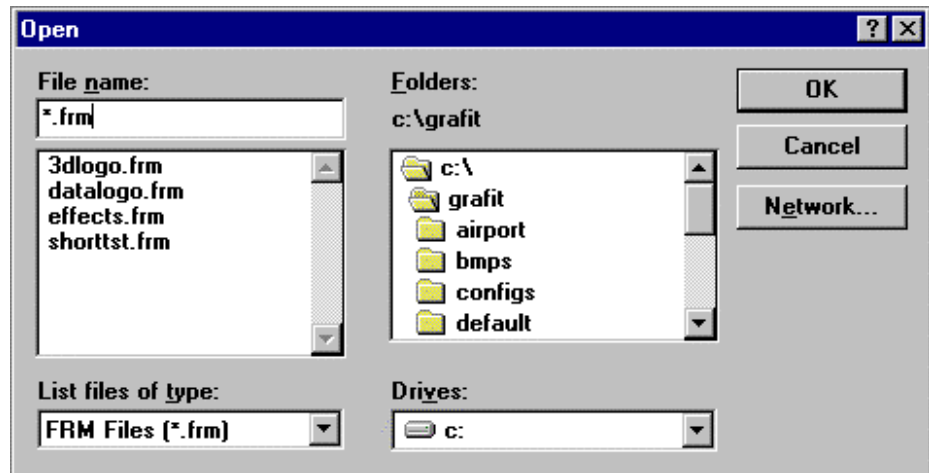 Open
File name:
*.frm
3dlogo.frm
datalogo.frm
effects.frm
shorttst.frm
List files of type:
FRM Files (*.frm)
Folders:
c:\grafit
c:\
grafit
airport
bmps
configs
default
Drives:
c:
OK
Cancel
Network...